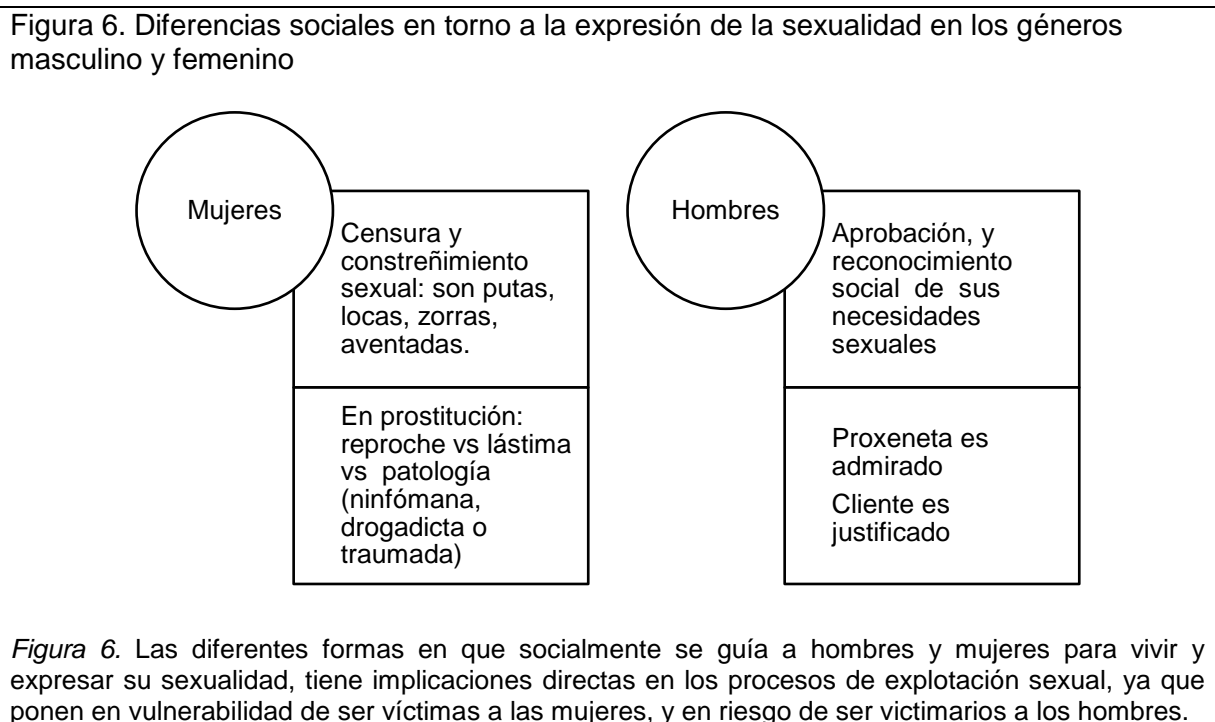 Figura 6. Diferencias sociales en torno a la expresión de la sexualidad en los géneros
masculino y femenino
Mujeres
Censura y
constreñimiento
sexual: son putas,
locas, zorras,
aventadas.
En prostitución:
reproche vs lástima
vs patología
(ninfómana,
drogadicta o
traumada)
Hombres
Aprobación, y
reconocimiento
social de sus
necesidades
sexuales
Proxeneta es
admirado
Cliente es
justificado
Figura 6. Las diferentes formas en que socialmente se guía a hombres y mujeres para vivir y
expresar su sexualidad, tiene implicaciones directas en los procesos de explotación sexual, ya que
ponen en vulnerabilidad de ser víctimas a las mujeres, y en riesgo de ser victimarios a los hombres.